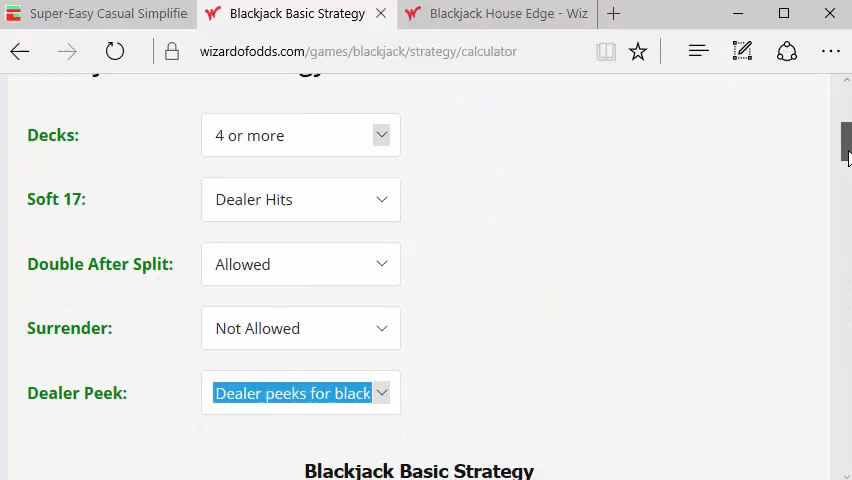 Super-Easy Casual Simplifie
Blackjack Basic Strategy
Blackjack House Edge - Wiz
wizardofodds.com/games/blackjack/strategy/calculator
Decks:
4 or more
Soft 17:
Dealer Hits
Double After Split:
Allowed
Surrender:
Not Allowed
Dealer Peek:
Dealer peeks for black
Blackjack Basic Strategy